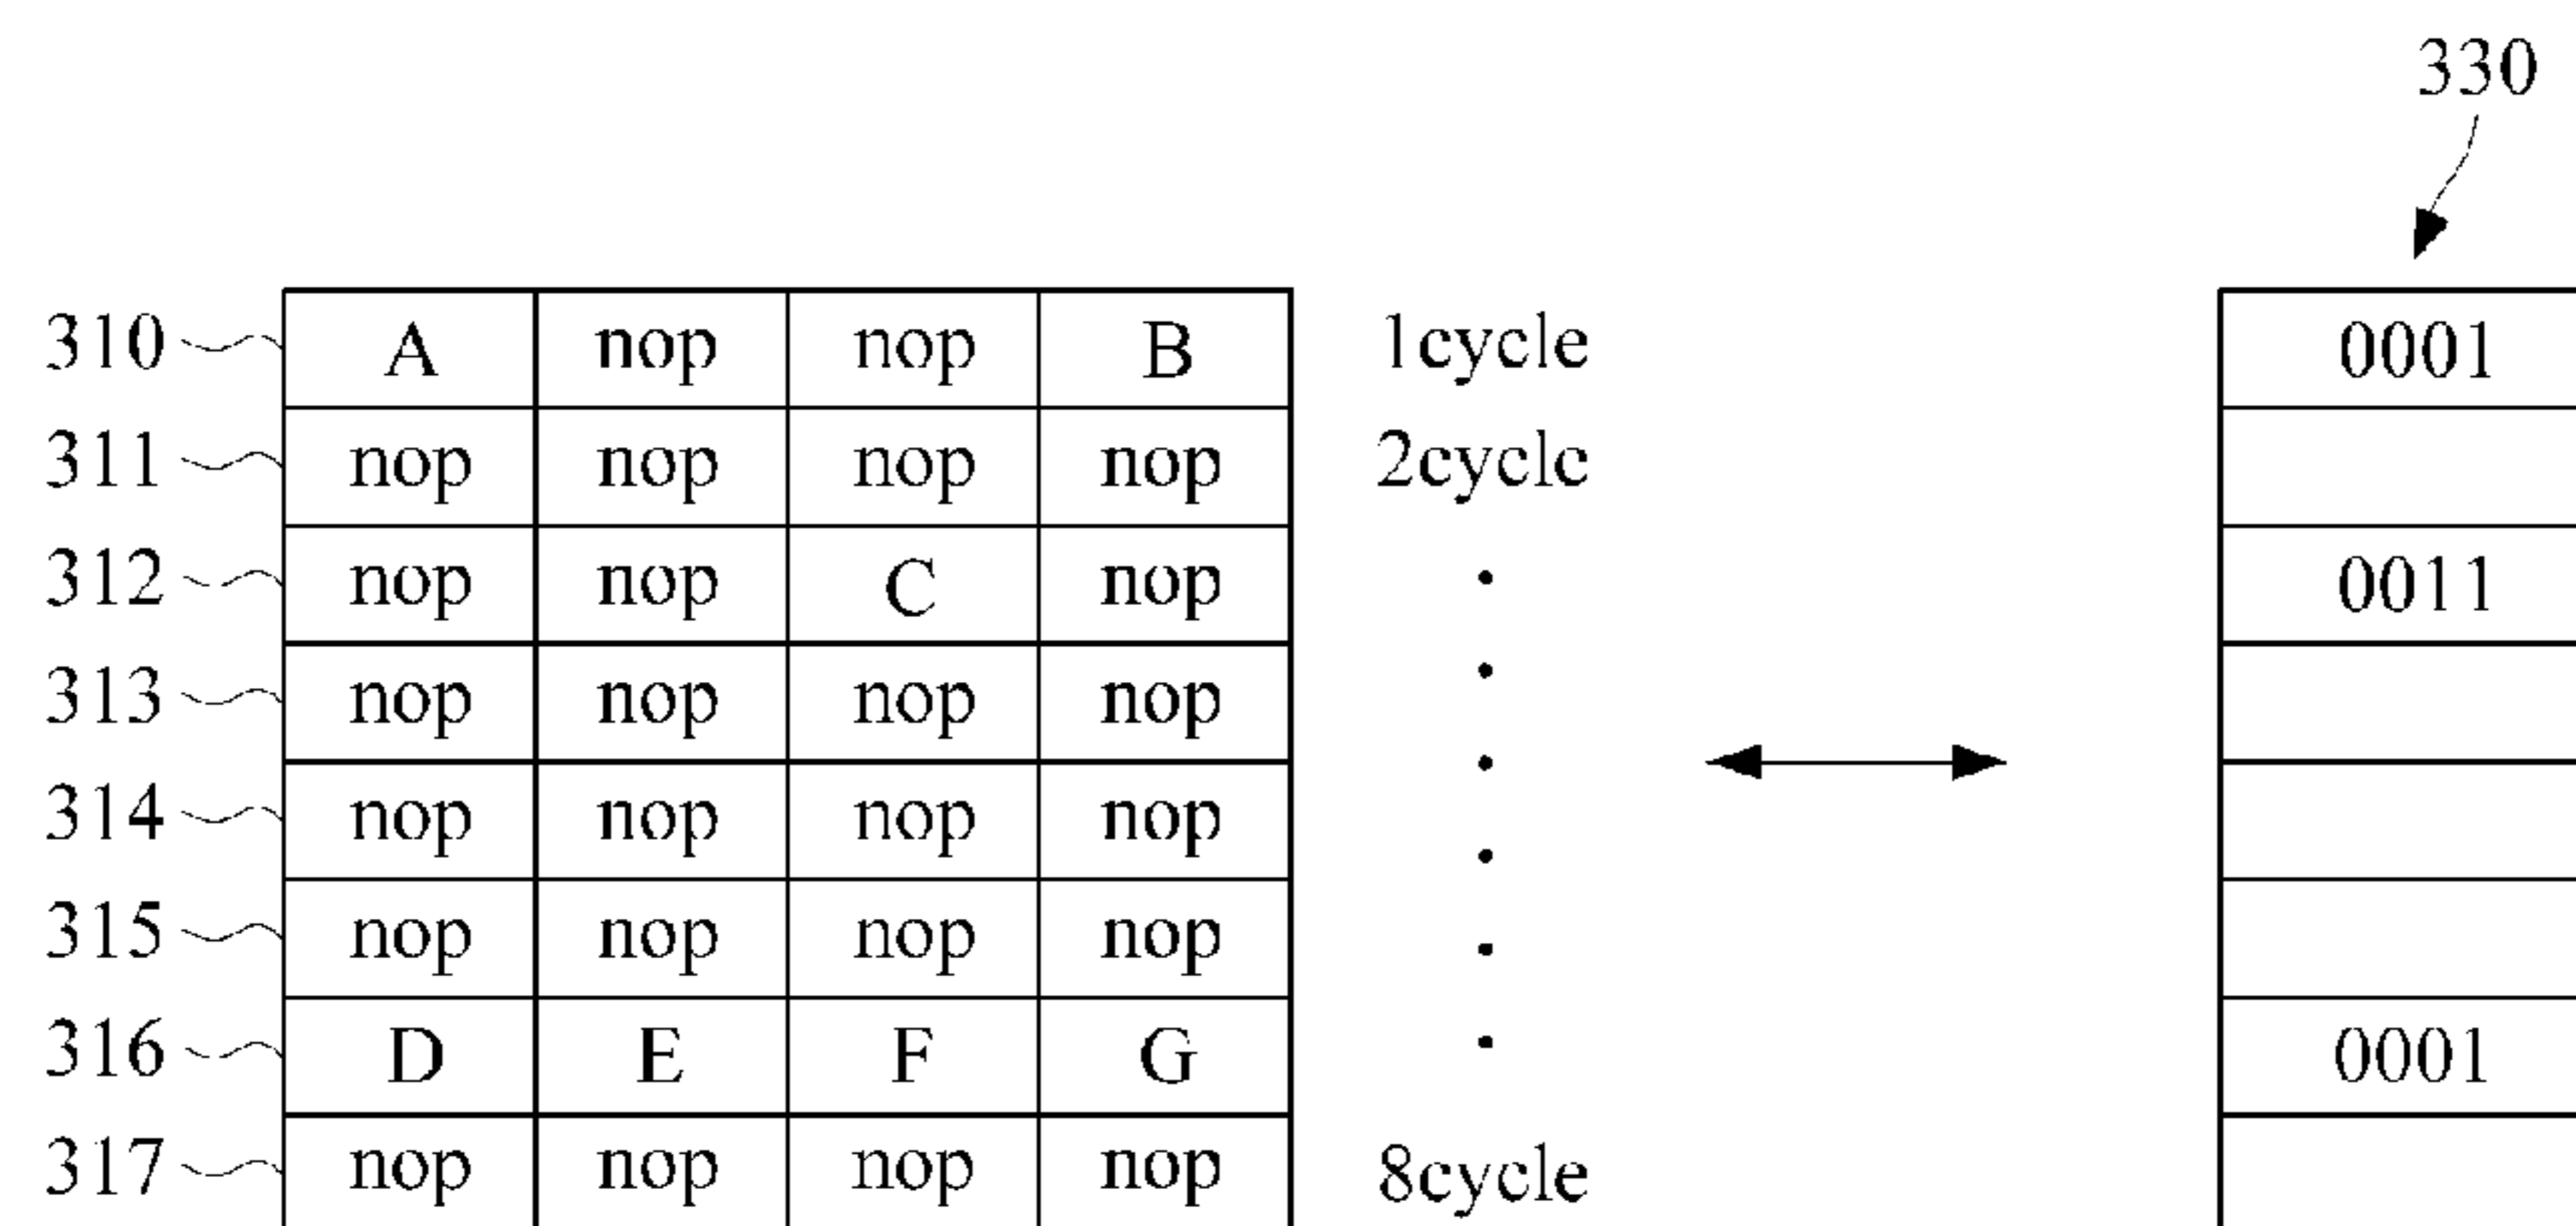 330
310 A nop nop B 1cycle 0001
311 nop nop nop nop 2cycle
312 nop nop C nop 0011
313 nop nop nop nop
314 nop nop nop nop
315 nop nop nop nop
316 D E F G 0001
317 nop nop nop nop 8cycle